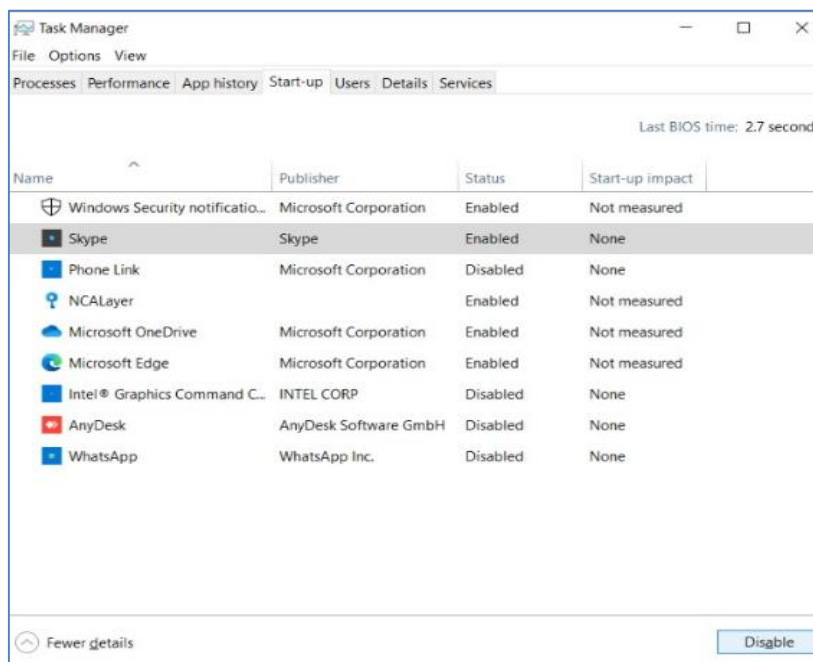 Task Manager
File Options View
Processes Performance App history Start-up Users Details Services
Last BIOS time: 2.7 second
Name Publisher Status Start-up impact
Windows Security notificatio... Microsoft Corporation Enabled Not measured
Skype Skype Enabled None
Phone Link Microsoft Corporation Disabled None
NCALayer Enabled Not measured
Microsoft OneDrive Microsoft Corporation Enabled Not measured
Microsoft Edge Microsoft Corporation Enabled Not measured
Intel® Graphics Command C... INTEL CORP Disabled None
AnyDesk AnyDesk Software GmbH Disabled None
WhatsApp WhatsApp Inc. Disabled None
Fewer details Disable